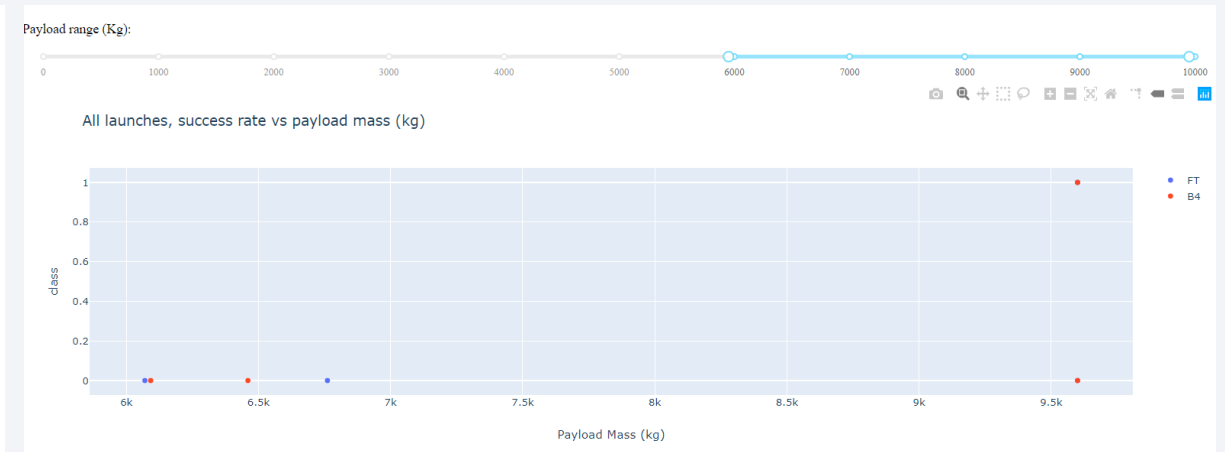 Payload range (Kg):
0 1000 2000 3000 4000 5000 6000 7000 8000 9000 10000
All launches, success rate vs payload mass (kg)
1
0.8
0.6
0.4
0.2
0
class
6k 6.5k 7k 7.5k 8k 8.5k 9k 9.5k
Payload Mass (kg)
FT
B4